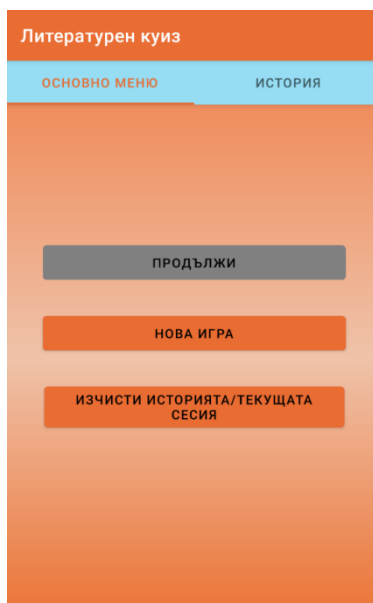 Литературен куиз
ОСНОВНО МЕНЮ
ИСТОРИЯ
ПРОДЪЛЖИ
НОВА ИГРА
ИЗЧИСТИ ИСТОРИЯТА/ТЕКУЩАТА
СЕСИЯ